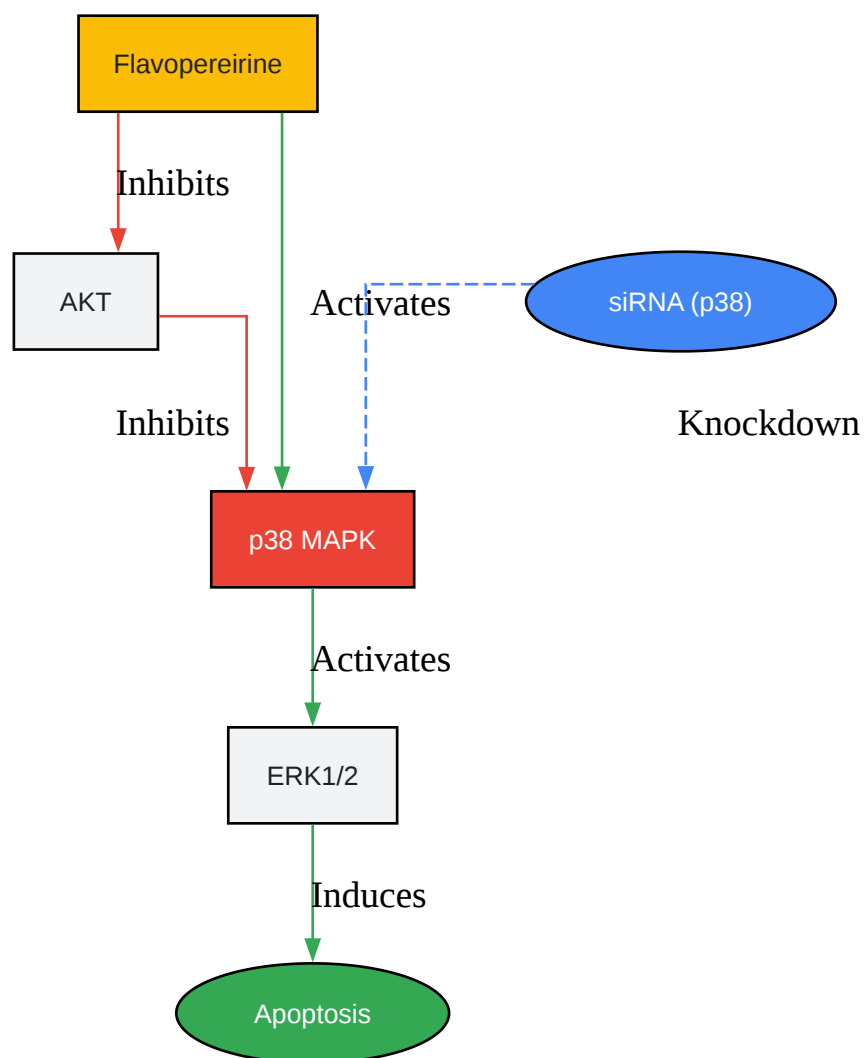 Flavopereirine
Inhibits
AKT
Activates
siRNA (p38)
Inhibits
Knockdown
p38 MAPK
Activates
ERK1/2
Induces
Apoptosis